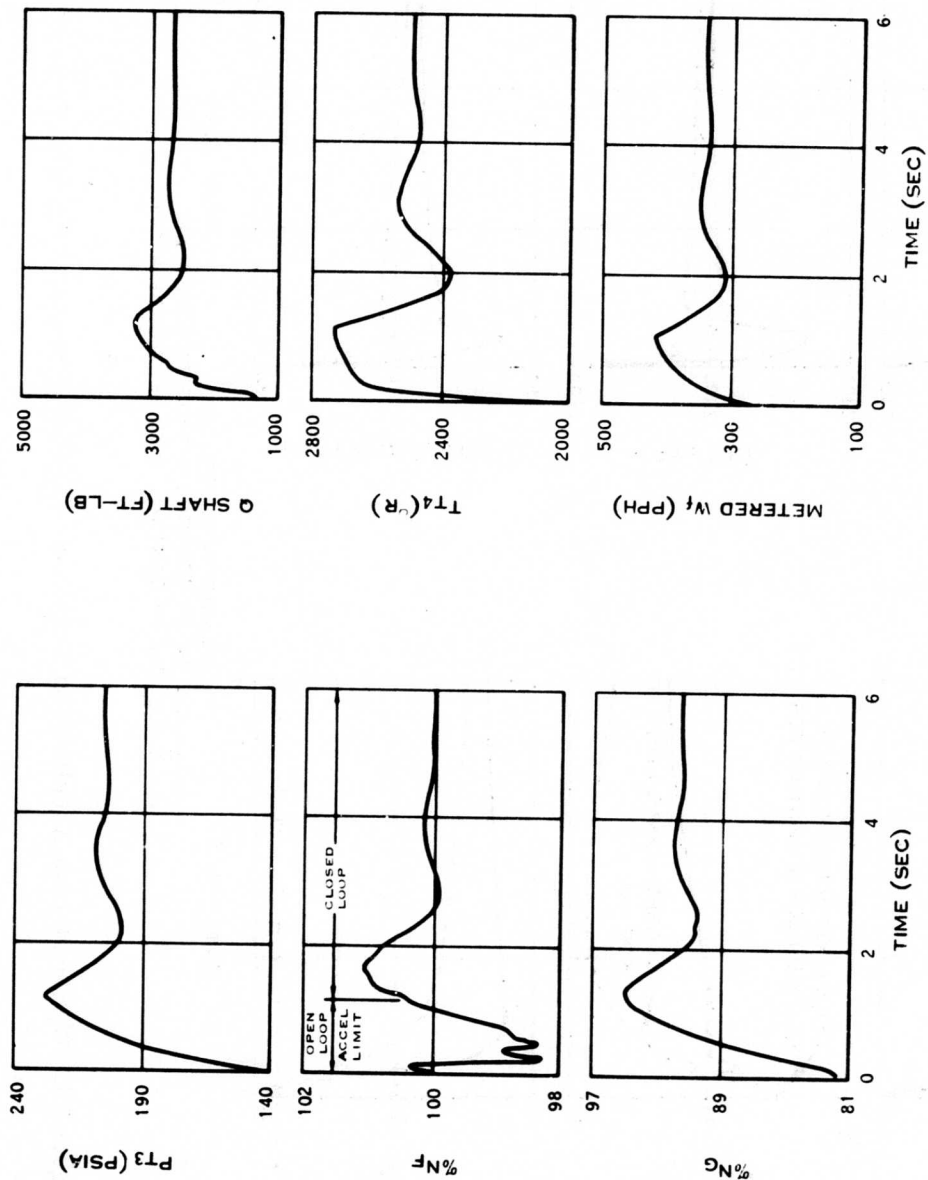 240
190
140
PT3 (PSIA)
102
100
98
%NF
OPEN LOOP
ACCEL LIMIT
CLOSED LOOP
97
89
81
%NG
0
2
4
6
TIME (SEC)
5000
3000
1000
Q SHAFT (FT-LB)
2800
2400
2000
TT4 (°R)
500
300
100
METERED Wf (PPH)
0
2
4
6
TIME (SEC)